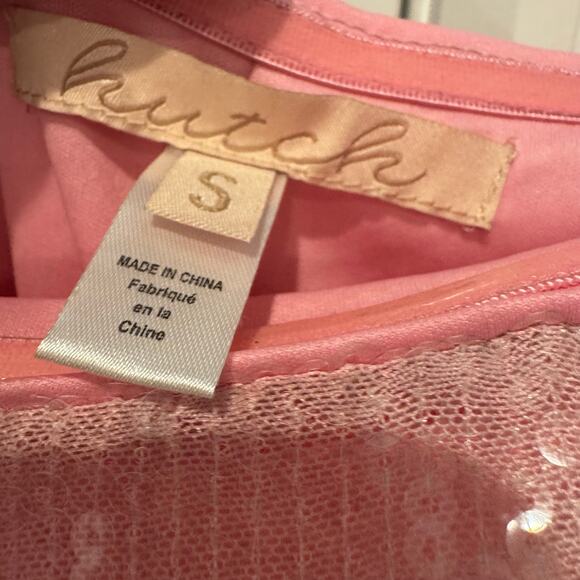 hutch
S
MADE IN CHINA
Fabriqué
en la
Chine